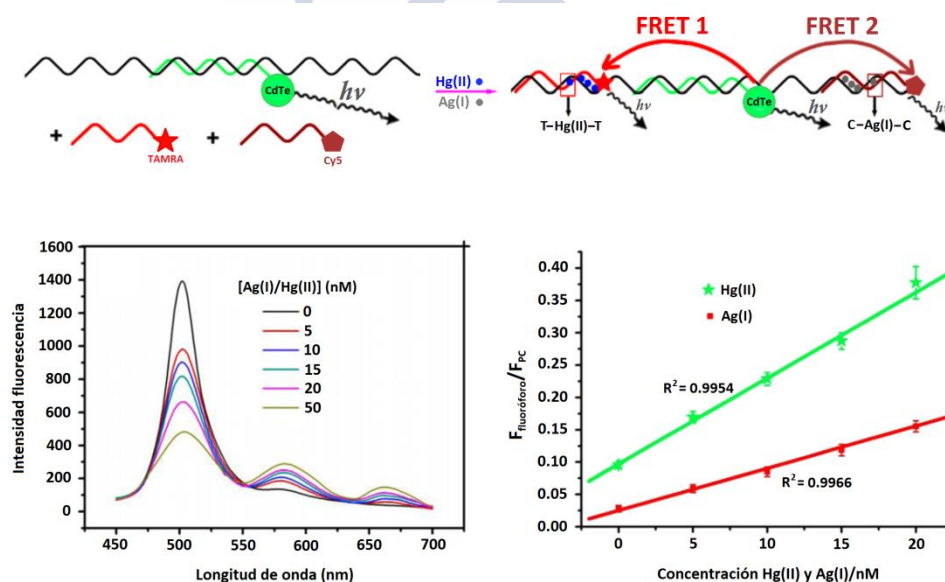 FRET 1
FRET 2
CdTe
hν
+
TAMRA
+
Cy5
Hg(II)
Ag(I)
T–Hg(II)–T
hν
CdTe
hν
C–Ag(I)–C
hν
Intensidad fluorescencia
1600
1400
1200
1000
800
600
400
200
0
[Ag(I)/Hg(II)] (nM)
0
5
10
15
20
50
450 500 550 600 650 700
Longitud de onda (nm)
Ffluoróforo/FPC
0.40
0.35
0.30
0.25
0.20
0.15
0.10
0.05
0.00
Hg(II)
Ag(I)
R² = 0.9954
R² = 0.9966
0 5 10 15 20
Concentración Hg(II) y Ag(I)/nM